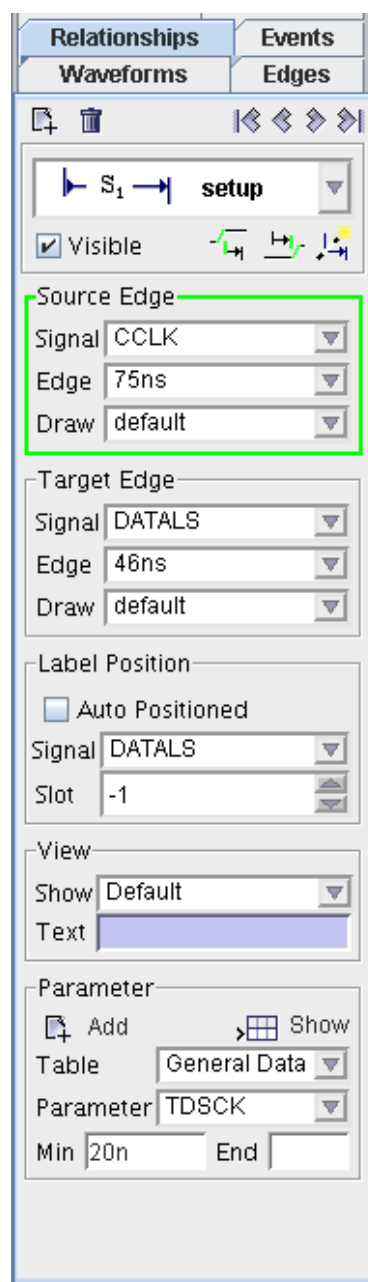 Relationships Events
Waveforms Edges
S1 setup
Visible
Source Edge
Signal CCLK
Edge 75ns
Draw default
Target Edge
Signal DATALS
Edge 46ns
Draw default
Label Position
Auto Positioned
Signal DATALS
Slot -1
View
Show Default
Text
Parameter
Add Show
Table General Data
Parameter TDSCK
Min 20n End